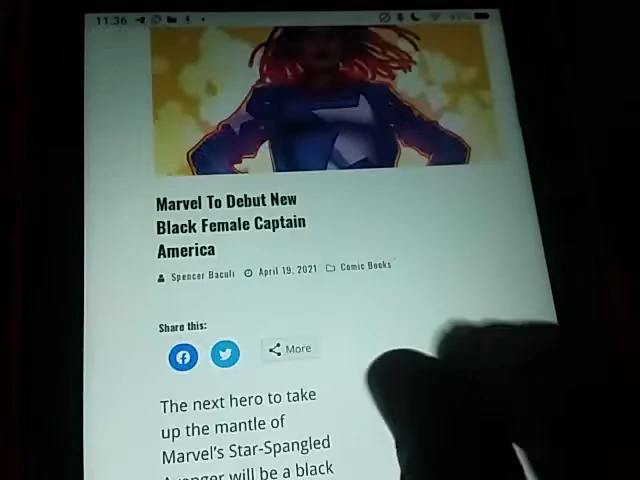 11:36
Marvel To Debut New
Black Female Captain
America
Spencer Baculi April 19, 2021 Comic Books
Share this:
More
The next hero to take
up the mantle of
Marvel's Star-Spangled
Avenger will be a black